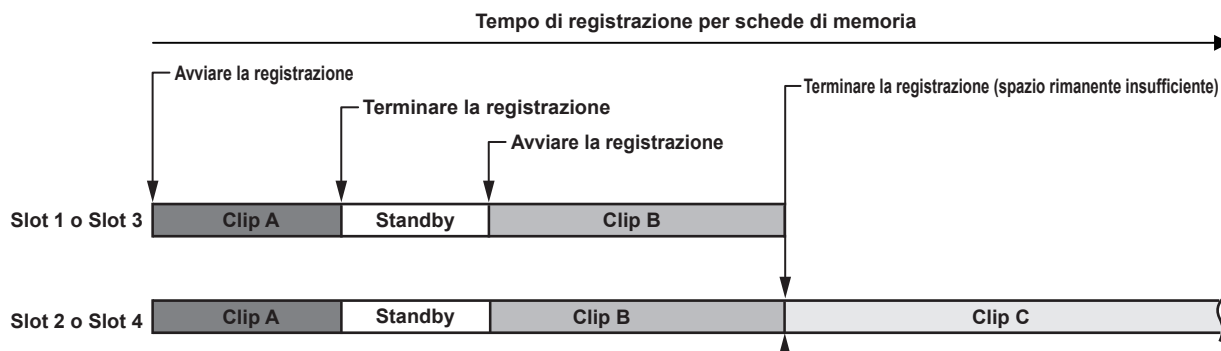 Tempo di registrazione per schede di memoria
Avviare la registrazione
Terminare la registrazione (spazio rimanente insufficiente)
Terminare la registrazione
Avviare la registrazione
Slot 1 o Slot 3
Clip A
Standby
Clip B
Slot 2 o Slot 4
Clip A
Standby
Clip B
Clip C